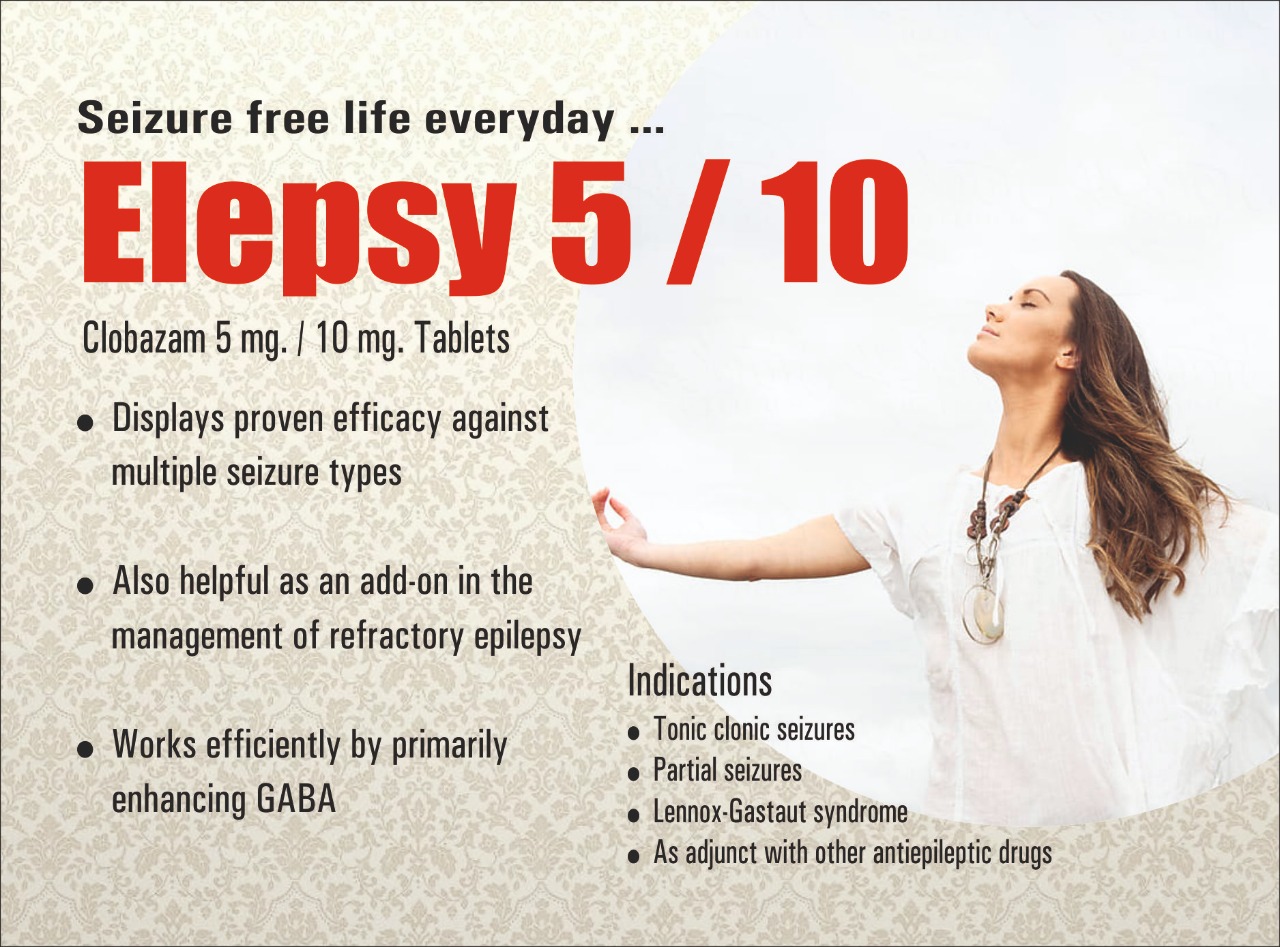 Seizure free life everyday ...
Elepsy 5 / 10
Clobazam 5 mg. / 10 mg. Tablets
● Displays proven efficacy against
multiple seizure types
● Also helpful as an add-on in the
management of refractory epilepsy
● Works efficiently by primarily
enhancing GABA
Indications
● Tonic clonic seizures
● Partial seizures
● Lennox-Gastaut syndrome
● As adjunct with other antiepileptic drugs